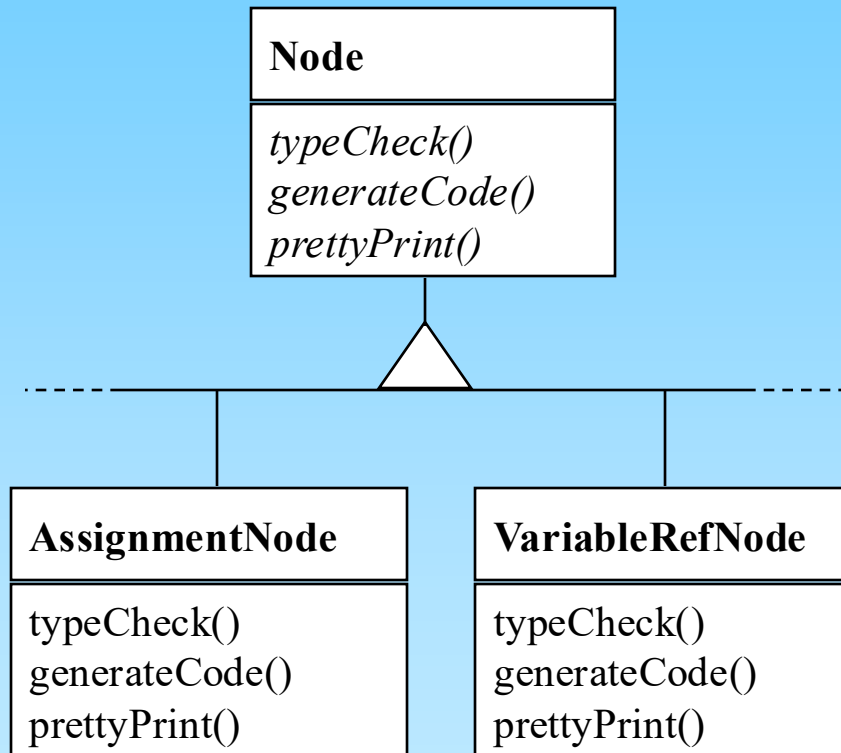 Node
typeCheck()
generateCode()
prettyPrint()
AssignmentNode
typeCheck()
generateCode()
prettyPrint()
VariableRefNode
typeCheck()
generateCode()
prettyPrint()